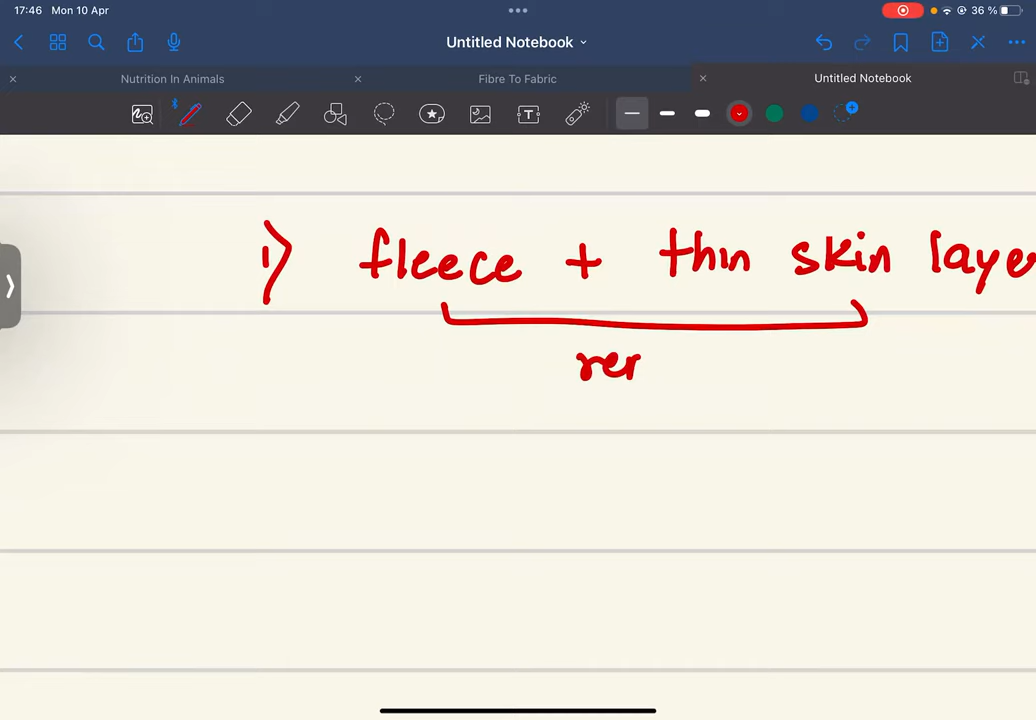 17:46 Mon 10 Apr 36 %
Untitled Notebook
Nutrition In Animals Fibre To Fabric Untitled Notebook
1) fleece + thin skin layer
rer